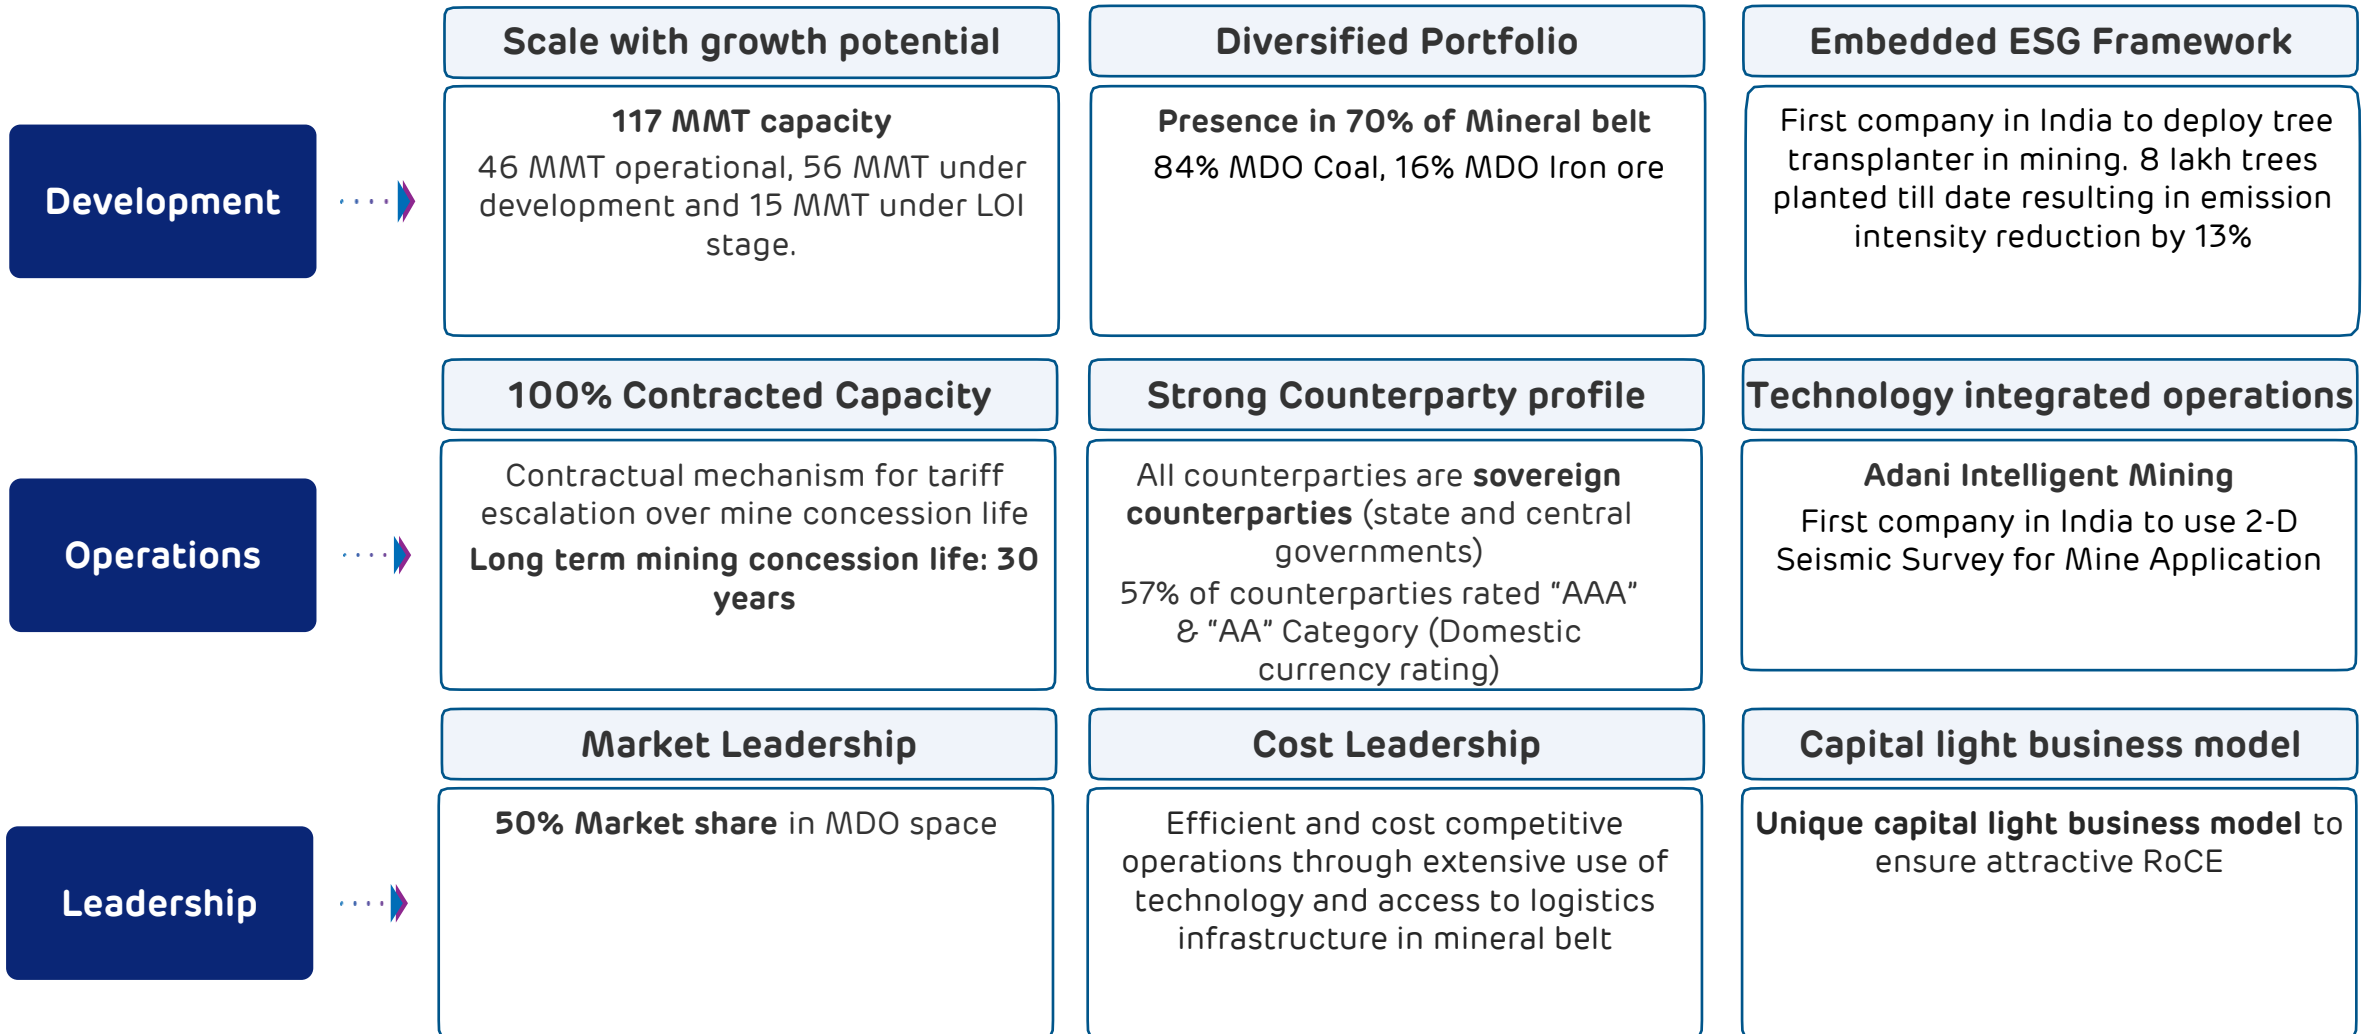 Scale with growth potential
Diversified Portfolio
Embedded ESG Framework
Development
117 MMT capacity
46 MMT operational, 56 MMT under
development and 15 MMT under LOI
stage.
Presence in 70% of Mineral belt
84% MDO Coal, 16% MDO Iron ore
First company in India to deploy tree
transplanter in mining. 8 lakh trees
planted till date resulting in emission
intensity reduction by 13%
100% Contracted Capacity
Strong Counterparty profile
Technology integrated operations
Operations
Contractual mechanism for tariff
escalation over mine concession life
Long term mining concession life: 30
years
All counterparties are sovereign
counterparties (state and central
governments)
57% of counterparties rated “AAA”
& “AA” Category (Domestic
currency rating)
Adani Intelligent Mining
First company in India to use 2-D
Seismic Survey for Mine Application
Market Leadership
Cost Leadership
Capital light business model
Leadership
50% Market share in MDO space
Efficient and cost competitive
operations through extensive use of
technology and access to logistics
infrastructure in mineral belt
Unique capital light business model to
ensure attractive RoCE